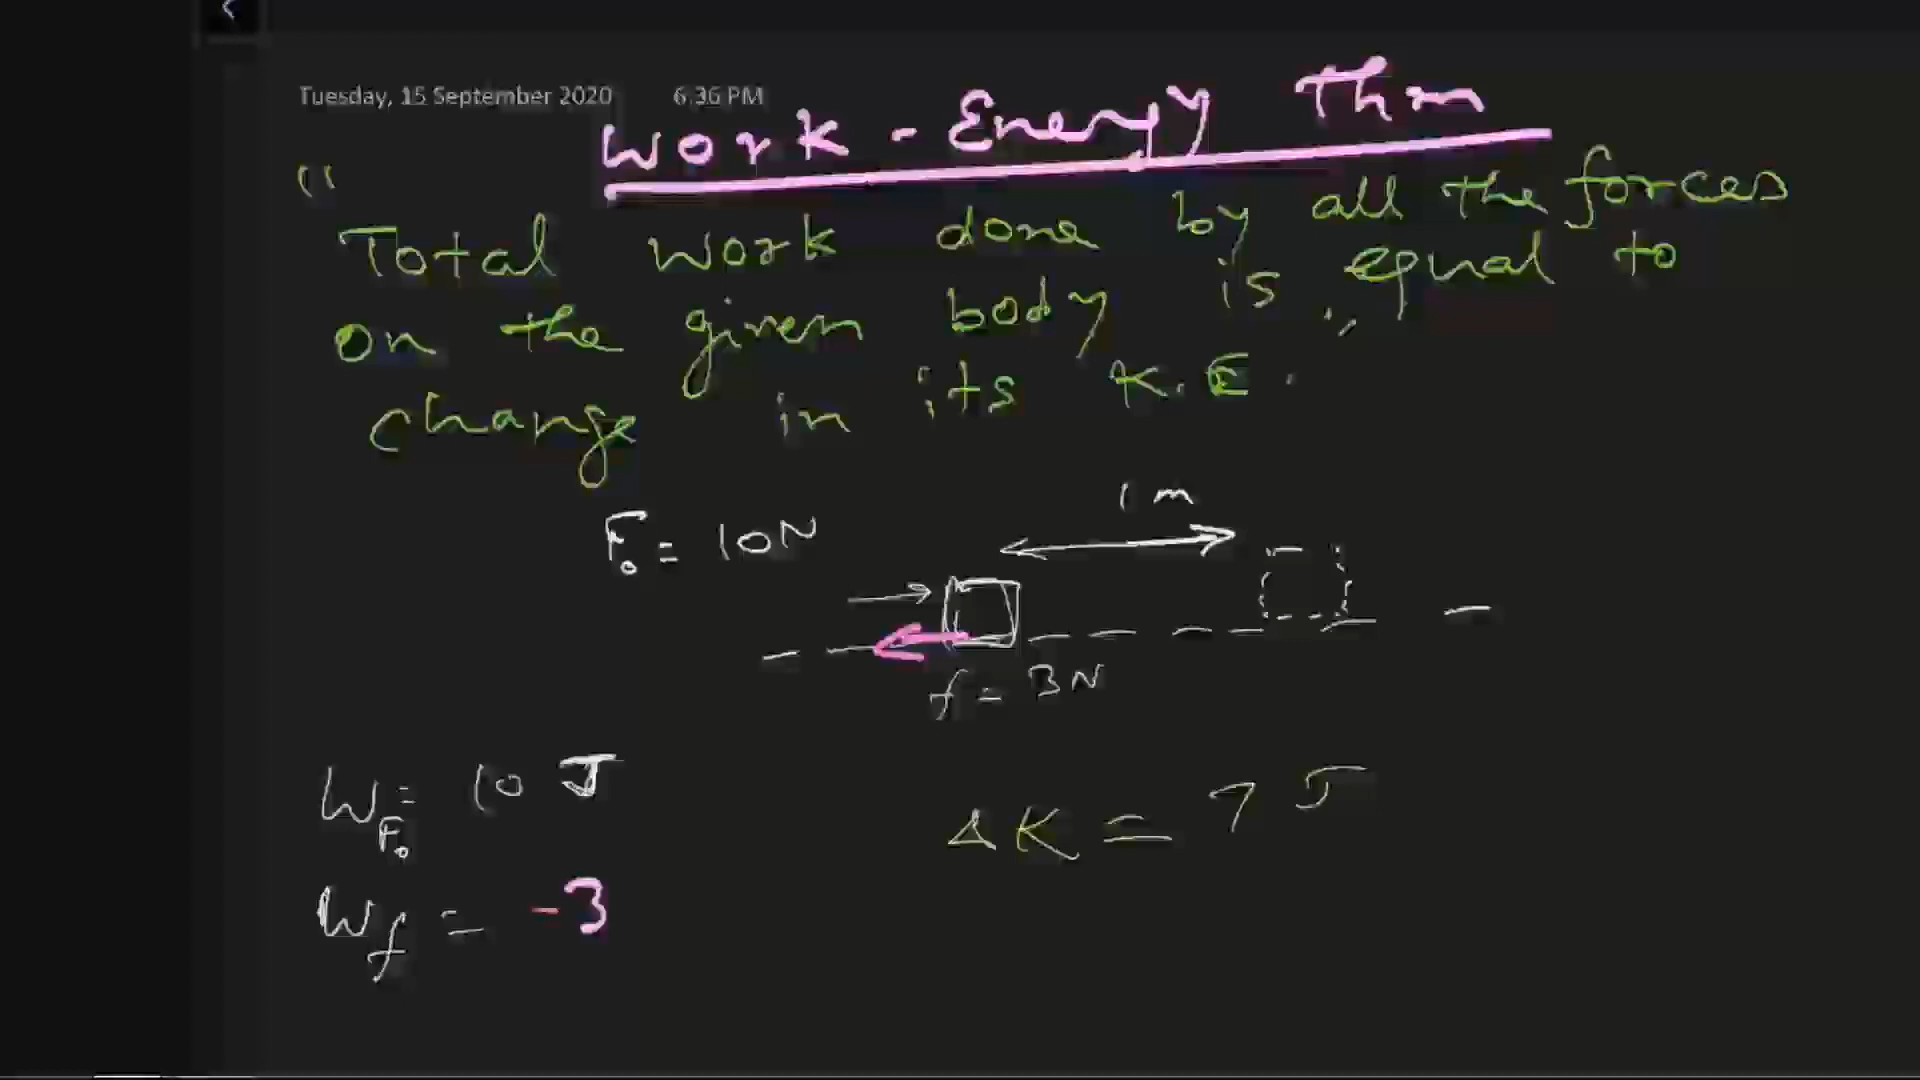 Tuesday, 15 September 2020 6:36 PM
Work - Energy Thm
"Total work done by all the forces
on the given body is equal to
change in its K.E."
F₀ = 10N
1 m
f = 3N
W_F₀ = 10 J
ΔK = 7 J
W_f = -3